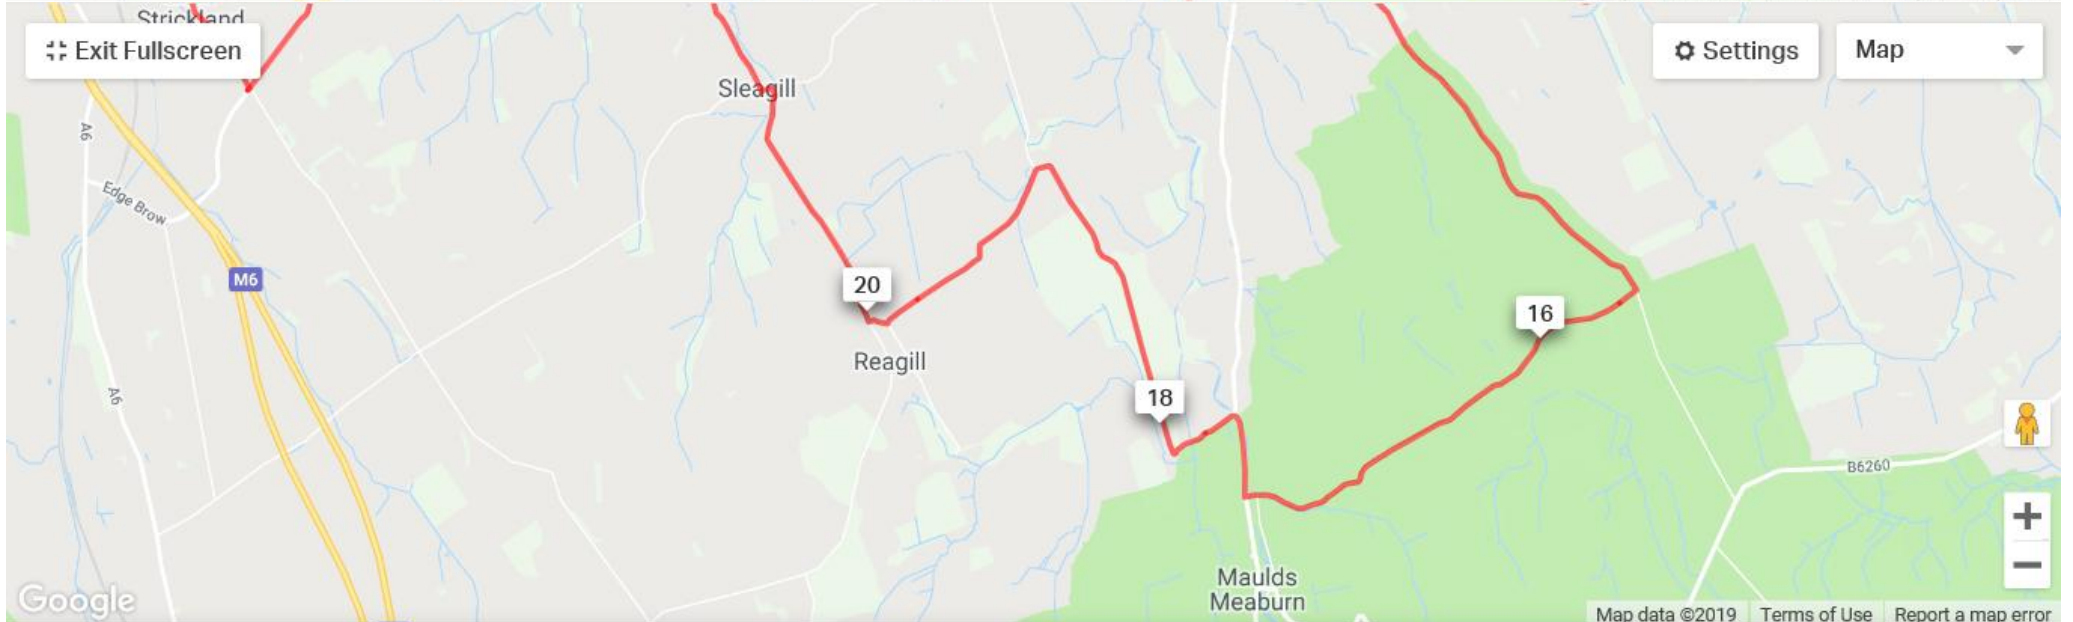 Strickland
Exit Fullscreen
Settings
Map
Sleagill
A6
Edge Brow
M6
20
16
Reagill
A6
18
B6260
Maulds
Meaburn
Google
Map data ©2019 Terms of Use Report a map error